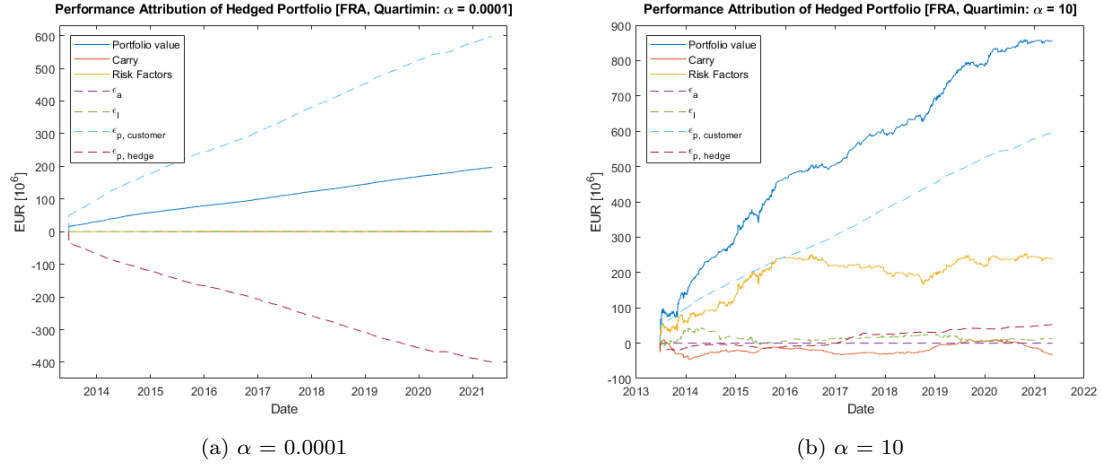 Performance Attribution of Hedged Portfolio [FRA, Quartimin: α = 0.0001]
600
500
400
300
200
100
0
-100
-200
-300
-400
EUR [10⁶]
Portfolio value
Carry
Risk Factors
ϵa
ϵI
ϵp, customer
ϵp, hedge
2014 2015 2016 2017 2018 2019 2020 2021
Date
(a) α = 0.0001
Performance Attribution of Hedged Portfolio [FRA, Quartimin: α = 10]
900
800
700
600
500
400
300
200
100
0
-100
EUR [10⁶]
Portfolio value
Carry
Risk Factors
ϵa
ϵI
ϵp, customer
ϵp, hedge
2013 2014 2015 2016 2017 2018 2019 2020 2021 2022
Date
(b) α = 10